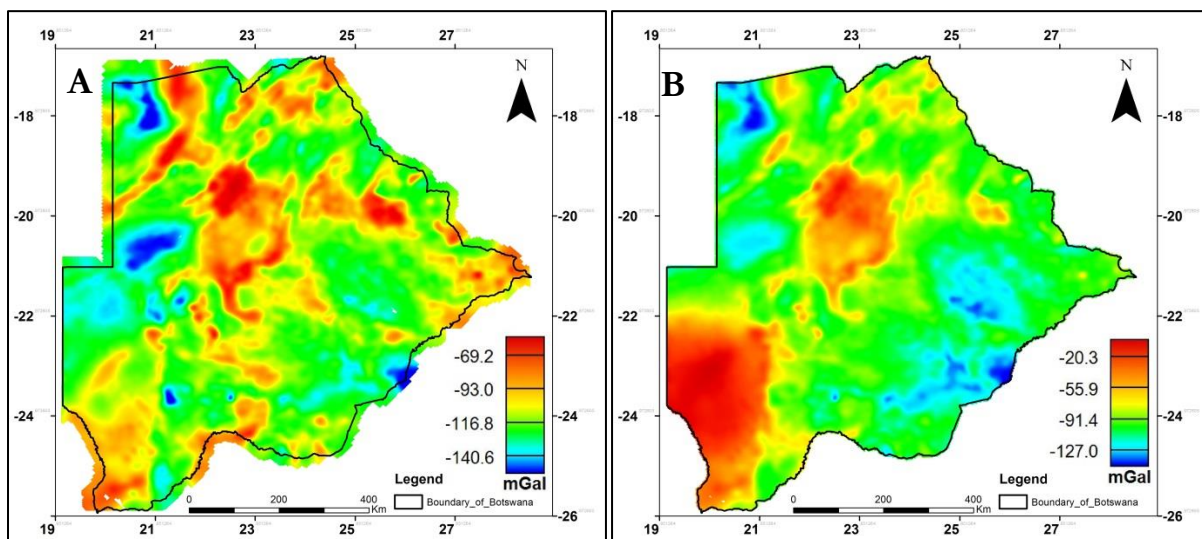 19 21 23 25 27
A
N
-18
-20
-22
-24
-26
-69.2
-93.0
-116.8
-140.6
mGal
Legend
Boundary_of_Botswana
0 200 400
Km
19 21 23 25 27
19 21 23 25 27
B
N
-18
-20
-22
-24
-26
-20.3
-55.9
-91.4
-127.0
mGal
Legend
Boundary_of_Botswana
0 200 400
Km
19 21 23 25 27